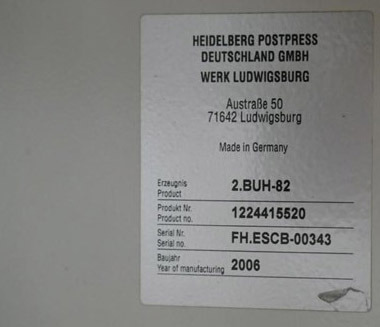 HEIDELBERG POSTPRESS
DEUTSCHLAND GMBH
WERK LUDWIGSBURG
Austraße 50
71642 Ludwigsburg
Made in Germany
Erzeugnis
Product 2.BUH-82
Produkt Nr.
Product no. 1224415520
Serial Nr.
Serial no. FH.ESCB-00343
Baujahr
Year of manufacturing 2006